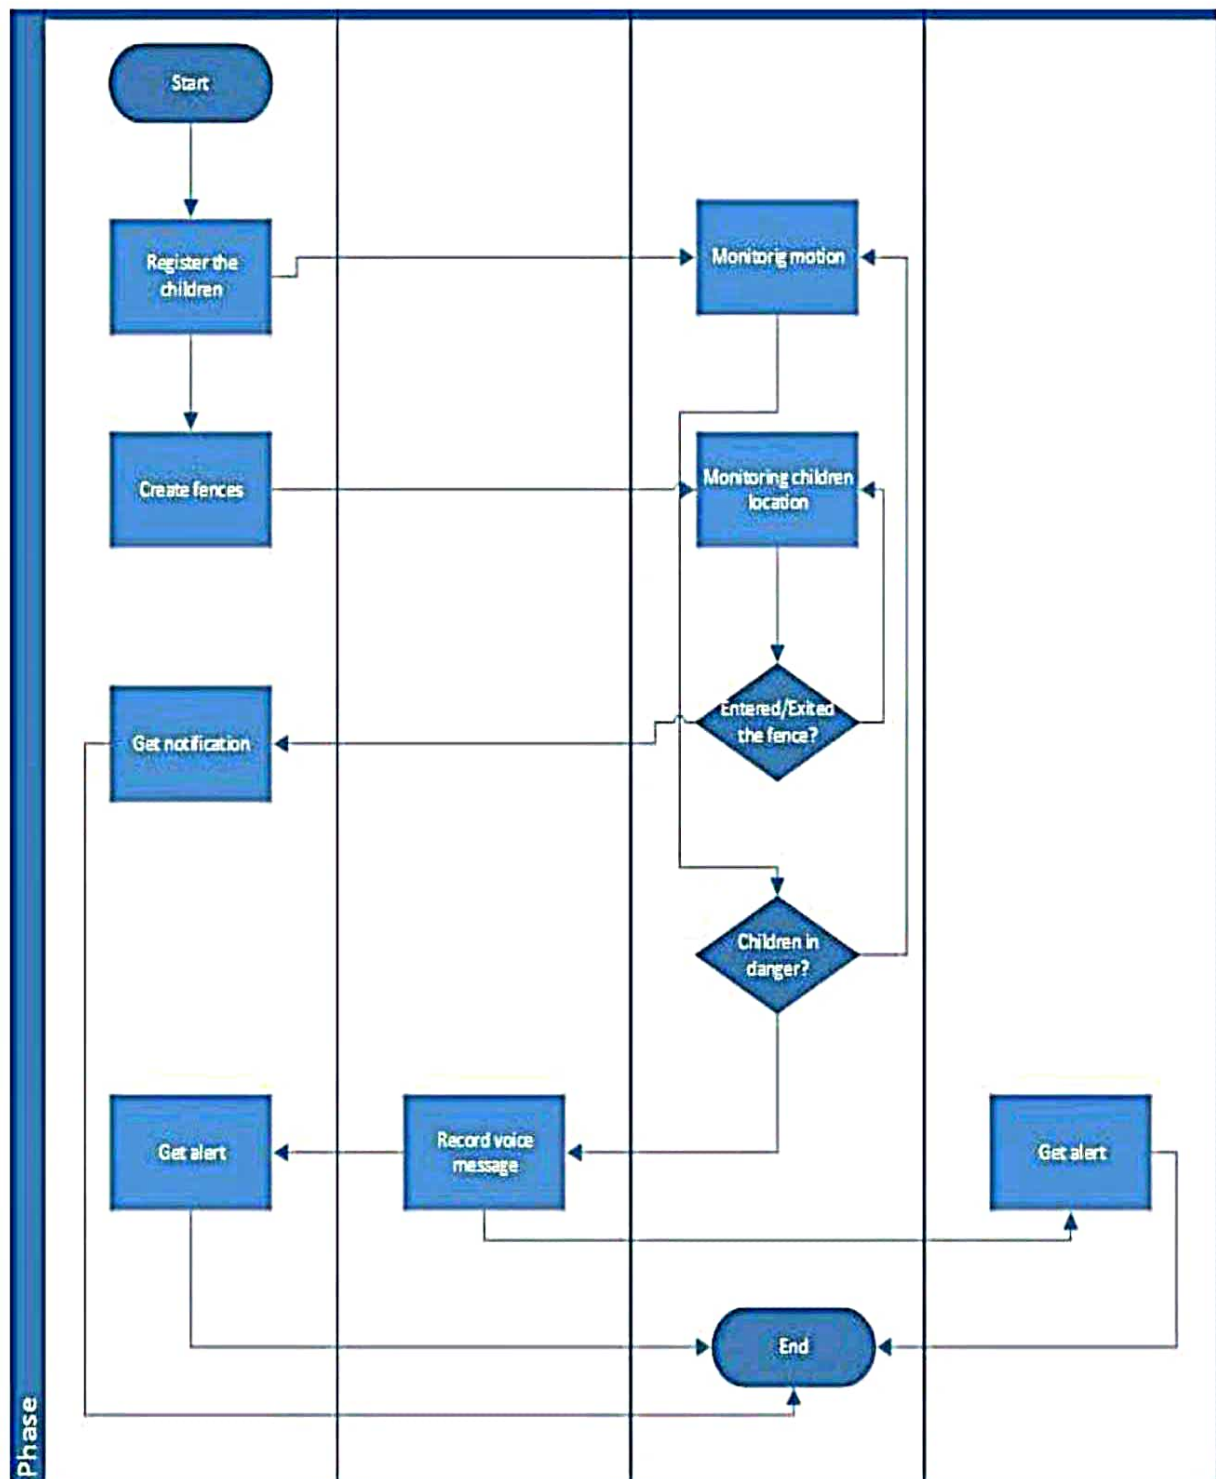 Start
Register the
children
Monitorig motion
Create fences
Monitoring children
location
Entered/Exited
the fence?
Get notification
Children in
danger?
Get alert
Record voice
message
Get alert
End
Phase